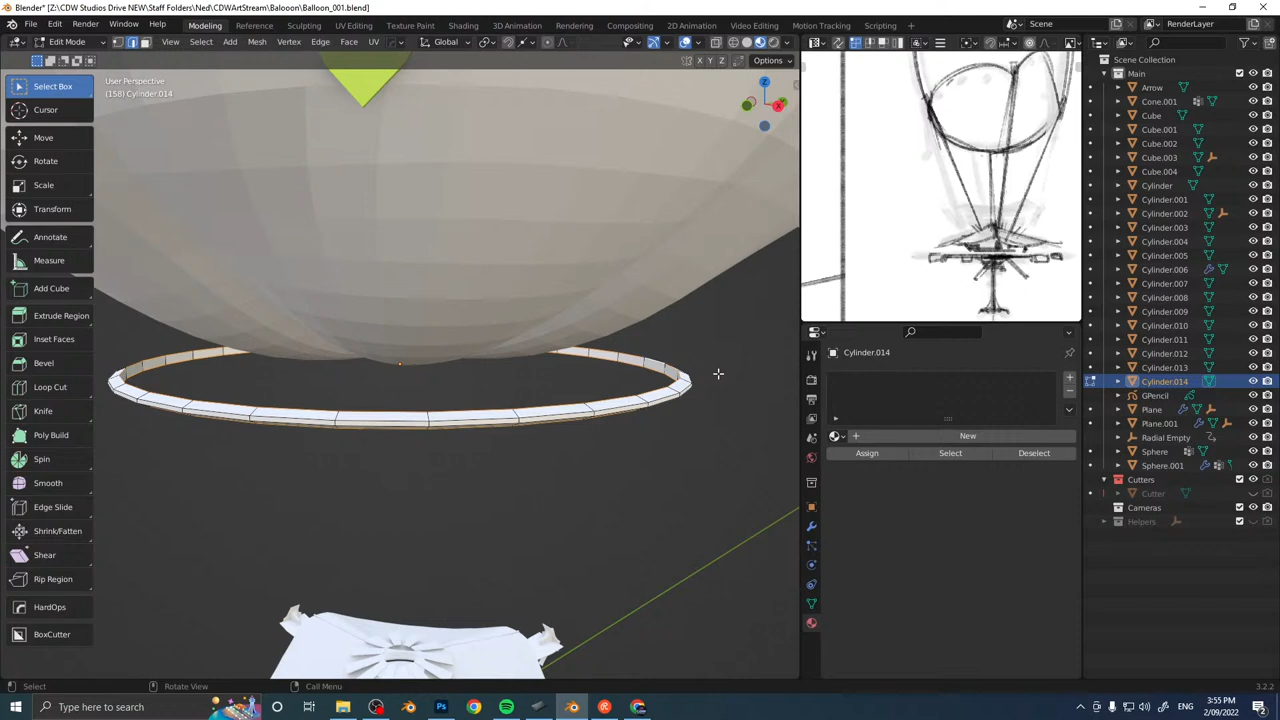 Blender* [Z:\CDW Studios Drive NEW\Staff Folders\Ned\CDWArtStream\Balooon\Balloon_001.blend]
File Edit Render Window Help
Modeling Reference Sculpting UV Editing Texture Paint Shading 3D Animation Rendering Compositing 2D Animation 2D Full Canvas Masking Motion Tracking Video Editing Scripting
Scene RenderLayer
Edit Mode View Select Add Mesh Vertex Edge Face UV Global
X Y Z Options
User Perspective
(158) Cylinder.014
Select Box
Cursor
Move
Rotate
Scale
Transform
Annotate
Measure
Add Cube
Extrude Region
Inset Faces
Bevel
Loop Cut
Knife
Poly Build
Spin
Smooth
Edge Slide
Shrink/Fatten
Shear
Rip Region
HardOps
BoxCutter
Z
X
Y
Cylinder.014
New
Assign Select Deselect
Scene Collection
Main
Arrow
Cone.001
Cube
Cube.001
Cube.002
Cube.003
Cube.004
Cylinder
Cylinder.001
Cylinder.002
Cylinder.003
Cylinder.004
Cylinder.005
Cylinder.006
Cylinder.007
Cylinder.008
Cylinder.009
Cylinder.010
Cylinder.011
Cylinder.012
Cylinder.013
Cylinder.014
GPencil
Plane
Plane.001
Radial Empty
Sphere
Sphere.001
Cutters
Cutter
Cameras
Helpers
Select Rotate View Call Menu 3.2.2
Type here to search
3:55 PM
2/09/2022